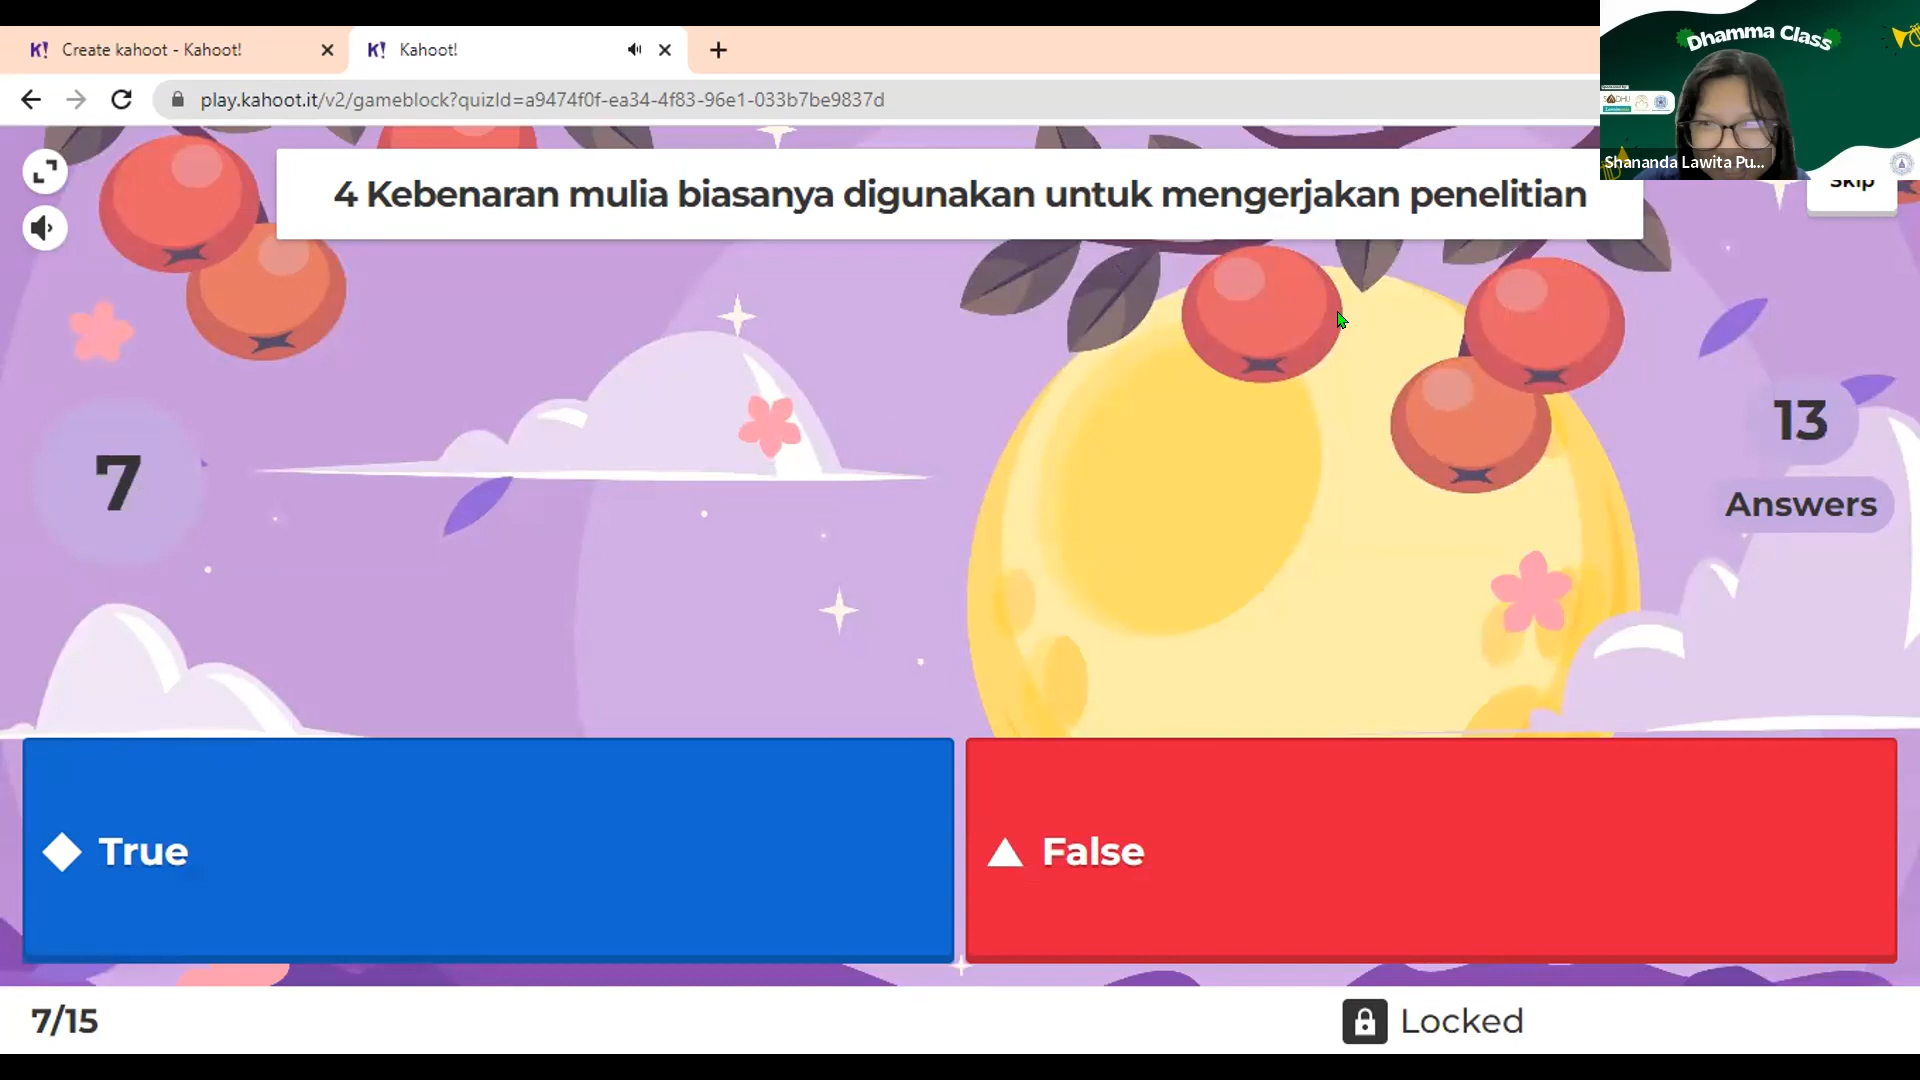 Create kahoot - Kahoot!
Kahoot!
play.kahoot.it/v2/gameblock?quizId=a9474f0f-ea34-4f83-96e1-033b7be9837d
Dhamma Class
Shananda Lawita Pu...
Skip
4 Kebenaran mulia biasanya digunakan untuk mengerjakan penelitian
7
13
Answers
True
False
7/15
Locked